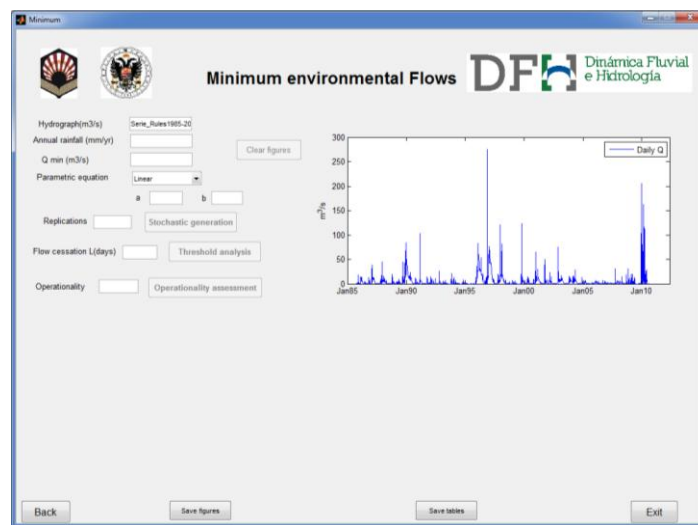 Minimum
Minimum environmental Flows
DFH
Dinámica Fluvial
e Hidrología
Hydrograph(m3/s)
Serie_Rules1985-20
Annual rainfall (mm/yr)
Clear figures
Q min (m3/s)
Parametric equation
Linear
a
b
Replications
Stochastic generation
Flow cessation L(days)
Threshold analysis
Operationality
Operationality assessment
300
250
200
150
100
50
0
m³/s
Daily Q
Jan85 Jan90 Jan95 Jan00 Jan05 Jan10
Back
Save figures
Save tables
Exit